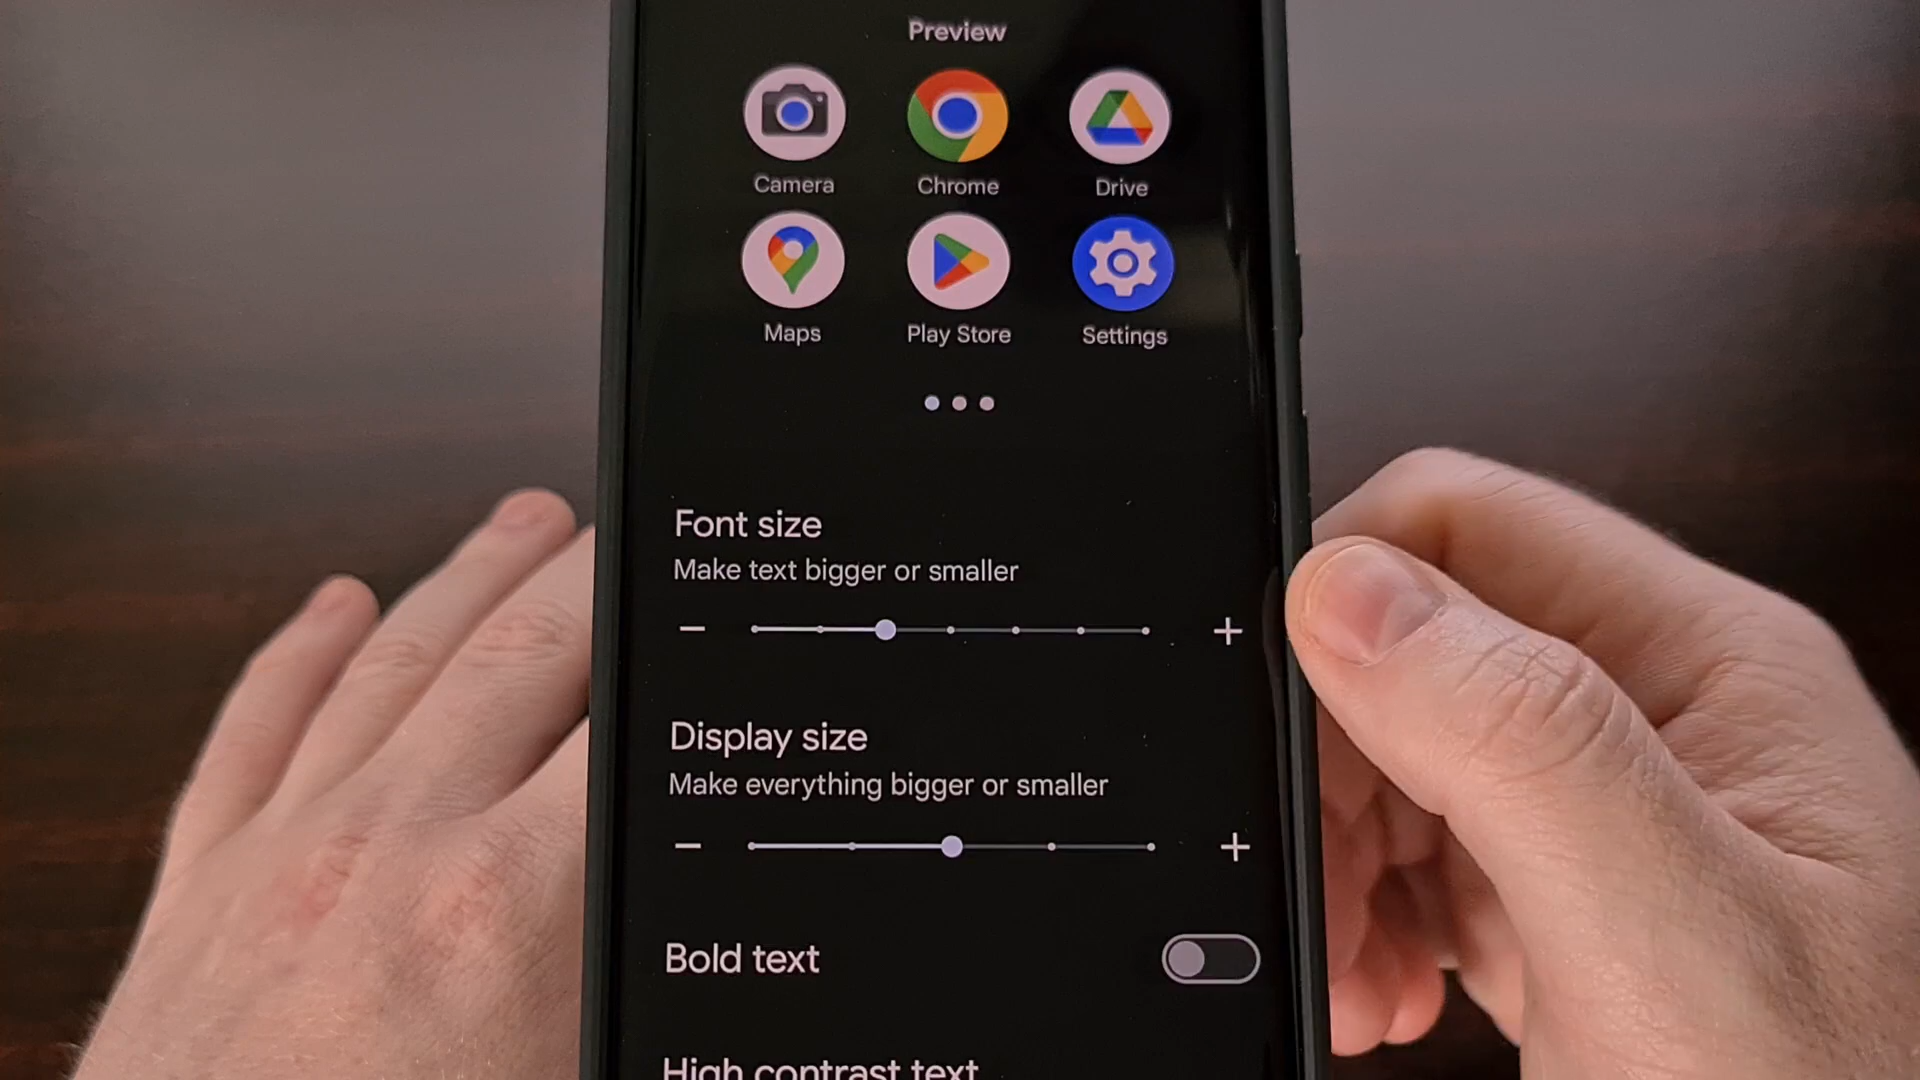 Preview
Camera Chrome Drive
Maps Play Store Settings
Font size
Make text bigger or smaller
Display size
Make everything bigger or smaller
Bold text
High contrast text